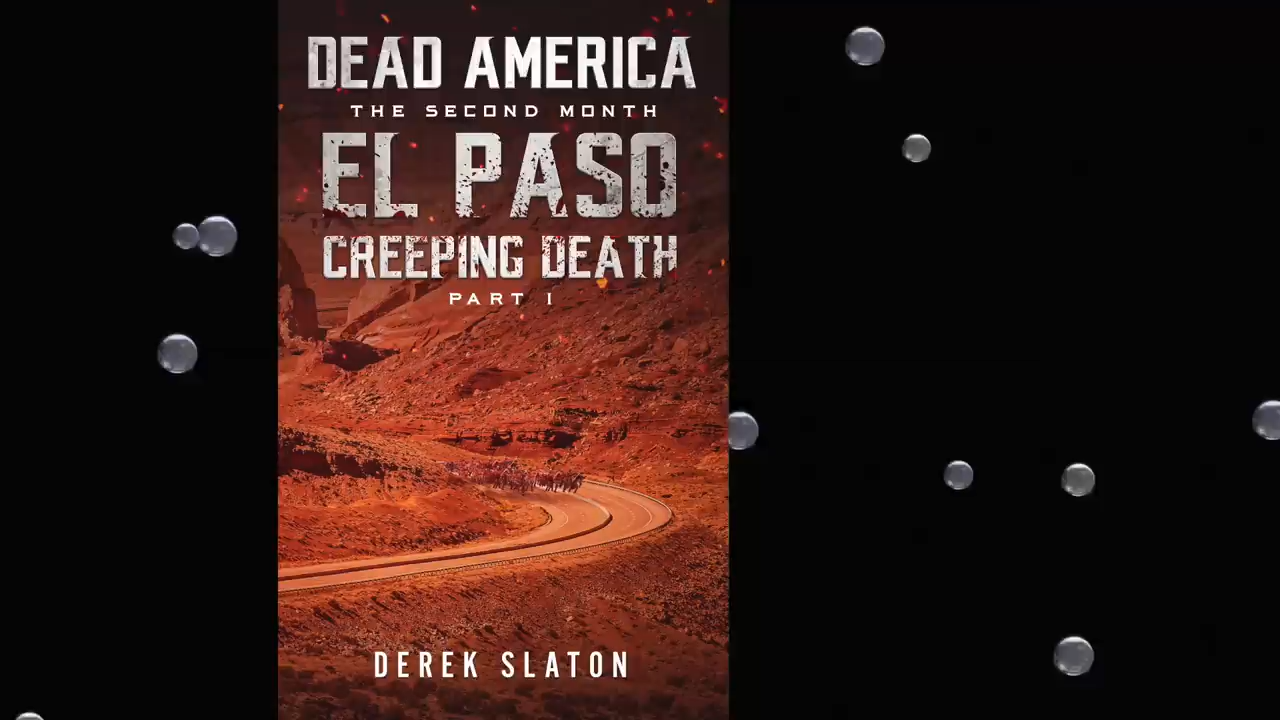 DEAD AMERICA
THE SECOND MONTH
EL PASO
CREEPING DEATH
PART I
DEREK SLATON